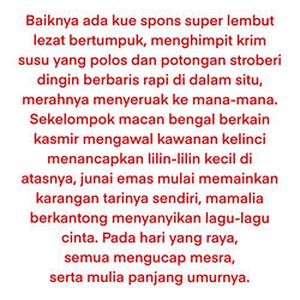 Baiknya ada kue spons super lembut
lezat bertumpuk, menghimpit krim
susu yang polos dan potongan stroberi
dingin berbaris rapi di dalam situ,
merahnya menyeruak ke mana-mana.
Sekelompok macan bengal berkain
kasmir mengawal kawanan kelinci
menancapkan lilin-lilin kecil di
atasnya, junai emas mulai memainkan
karangan tarinya sendiri, mamalia
berkantong menyanyikan lagu-lagu
cinta. Pada hari yang raya,
semua mengucap mesra,
serta mulia panjang umurnya.